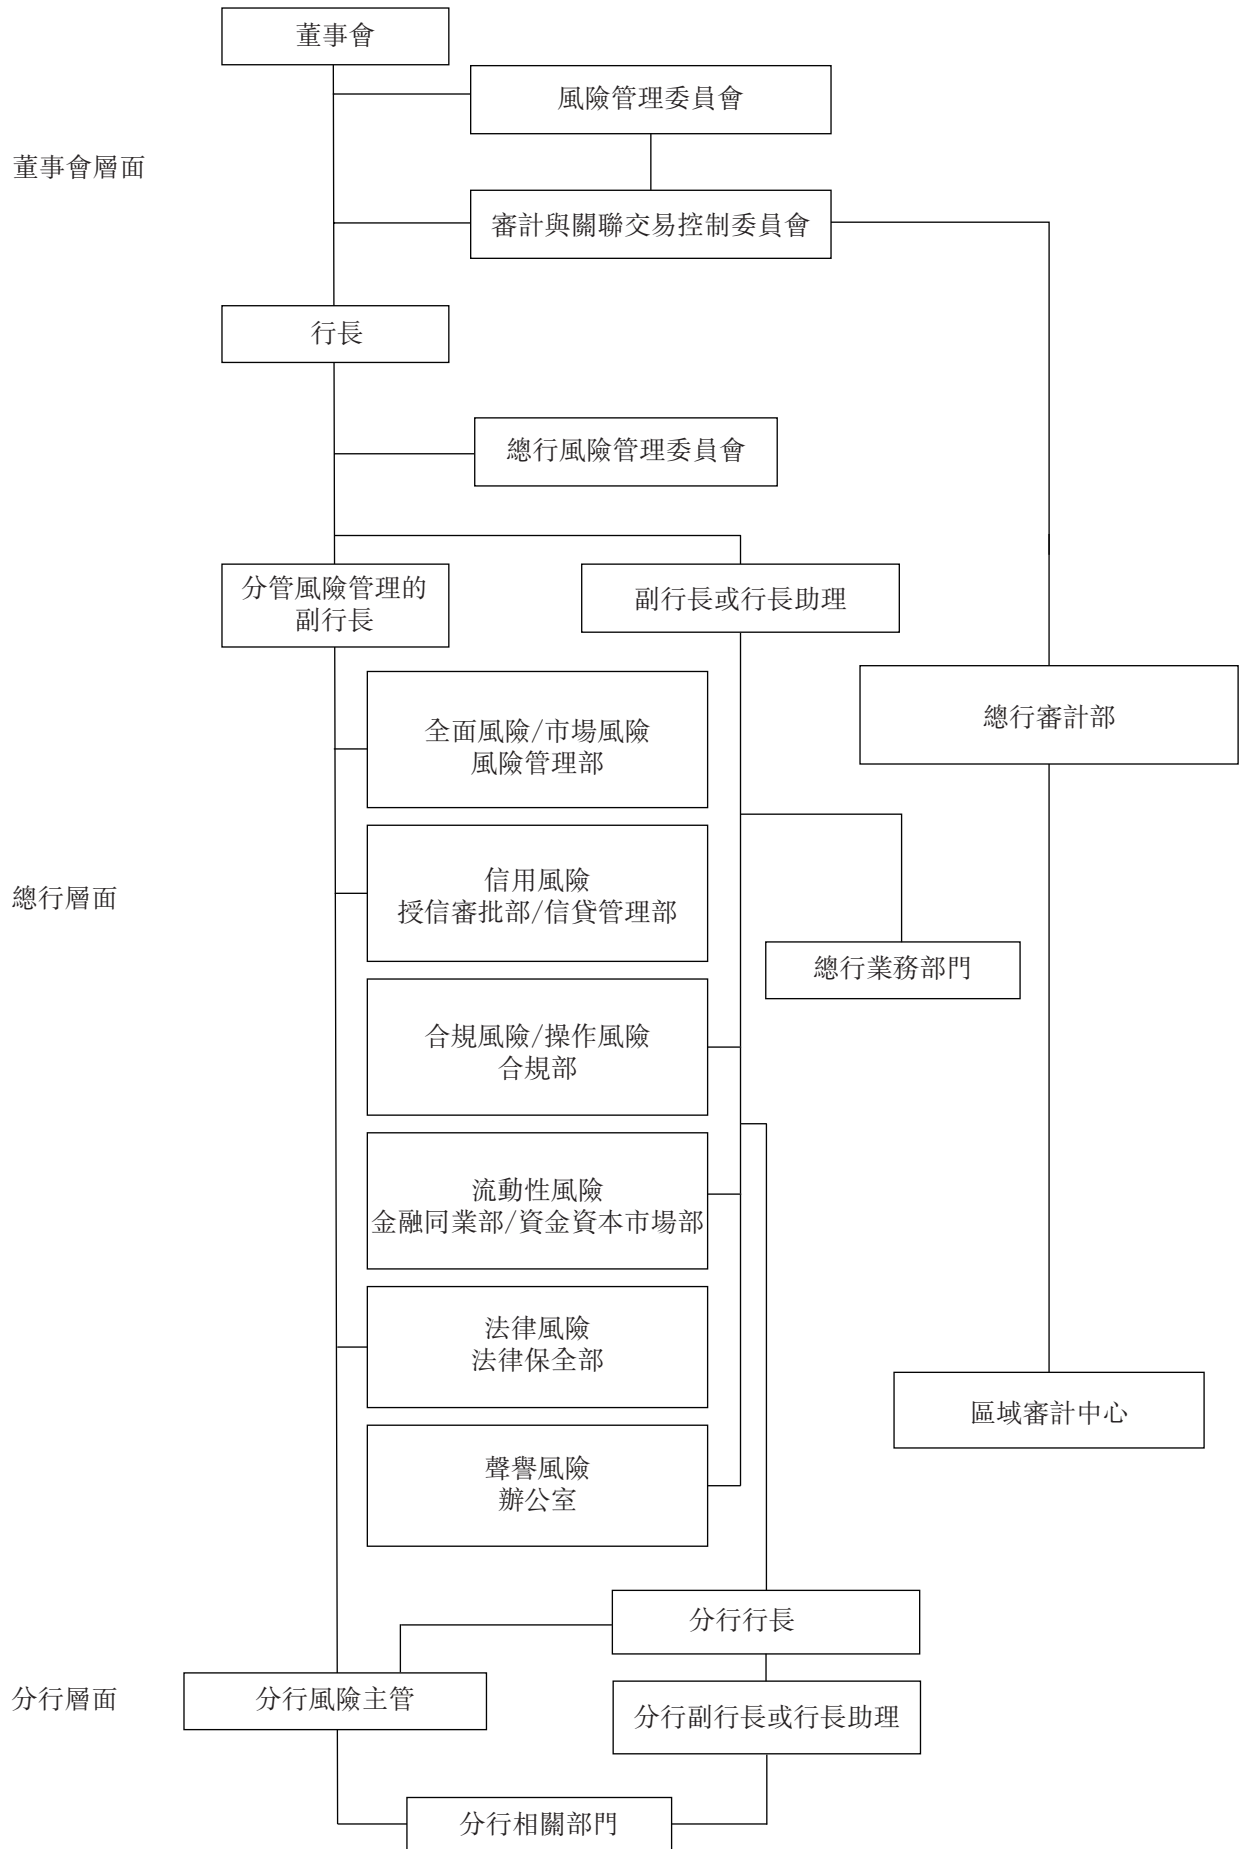 董事會
風險管理委員會
董事會層面
審計與關聯交易控制委員會
行長
總行風險管理委員會
分管風險管理的
副行長
副行長或行長助理
總行審計部
全面風險/市場風險
風險管理部
總行層面
信用風險
授信審批部/信貸管理部
總行業務部門
合規風險/操作風險
合規部
流動性風險
金融同業部/資金資本市場部
法律風險
法律保全部
區域審計中心
聲譽風險
辦公室
分行行長
分行層面
分行風險主管
分行副行長或行長助理
分行相關部門